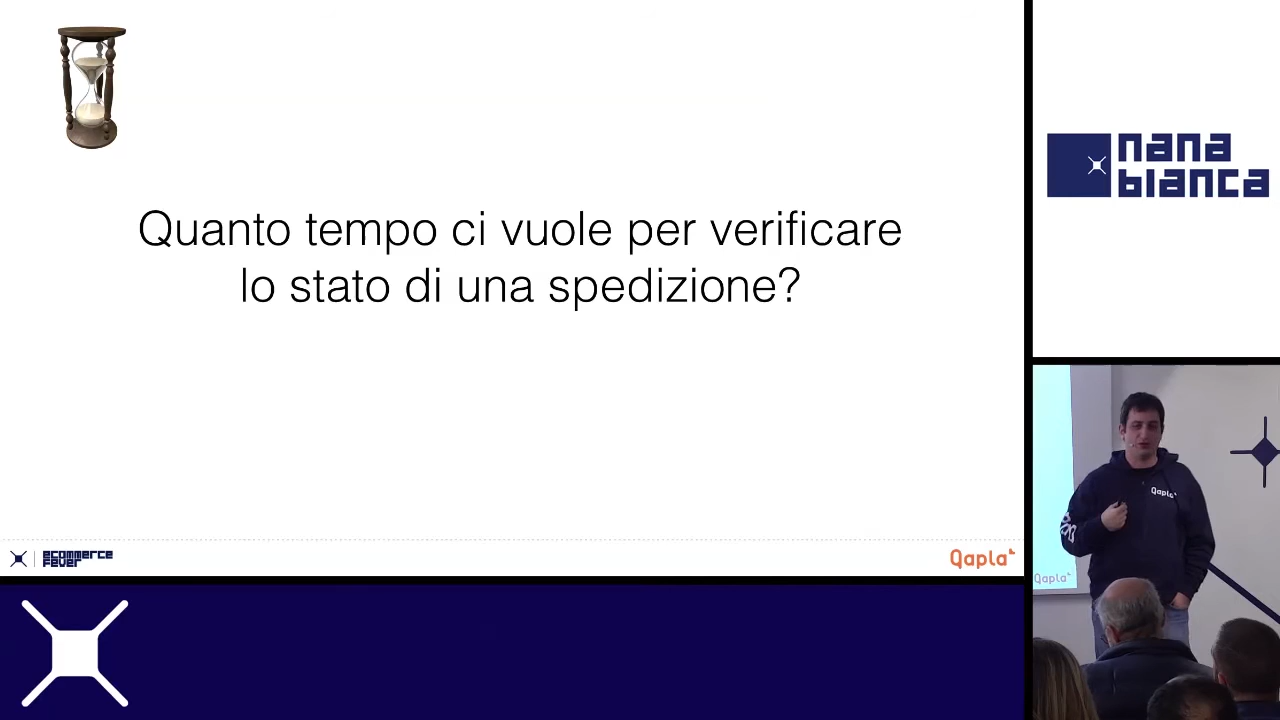 Quanto tempo ci vuole per verificare
lo stato di una spedizione?
ecommerce
fever
Qapla'
nana
bianca
Qapla'
Qapla'